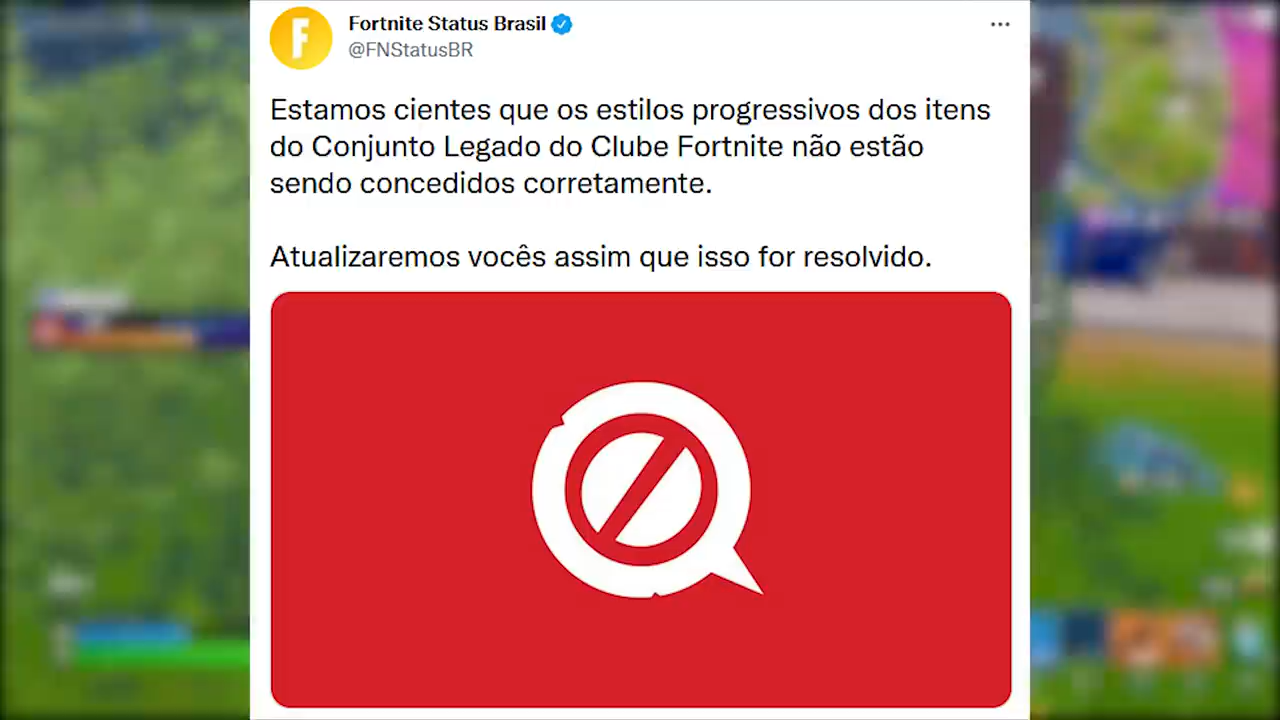 Fortnite Status Brasil
@FNStatusBR
Estamos cientes que os estilos progressivos dos itens
do Conjunto Legado do Clube Fortnite não estão
sendo concedidos corretamente.
Atualizaremos vocês assim que isso for resolvido.